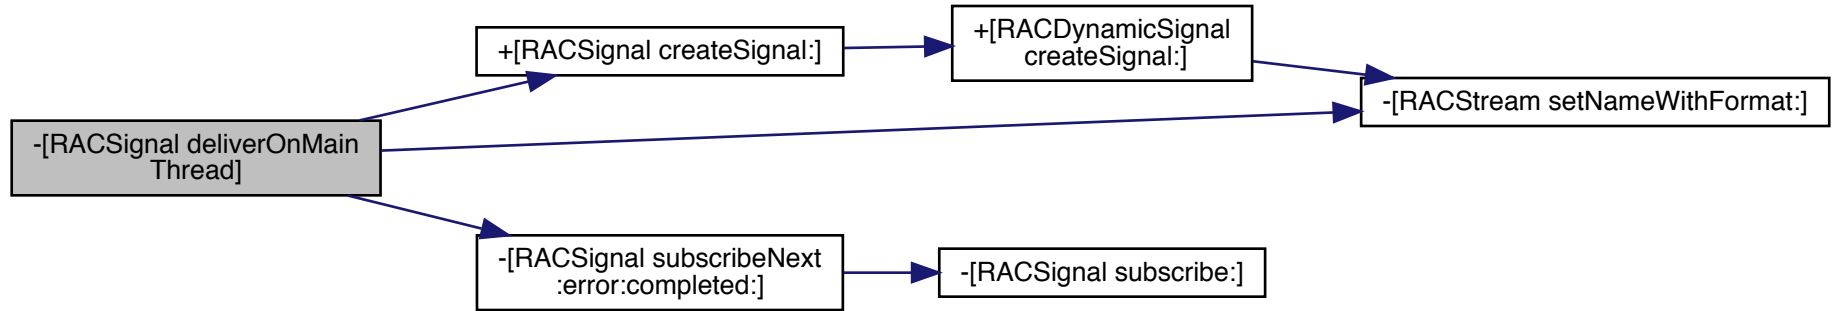 -[RACSignal deliverOnMain
Thread]
+[RACSignal createSignal:]
+[RACDynamicSignal
createSignal:]
-[RACStream setNameWithFormat:]
-[RACSignal subscribeNext
:error:completed:]
-[RACSignal subscribe:]